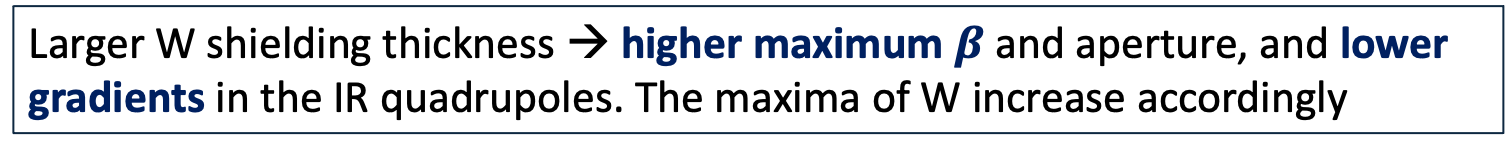 Larger W shielding thickness → higher maximum β and aperture, and lower
gradients in the IR quadrupoles. The maxima of W increase accordingly